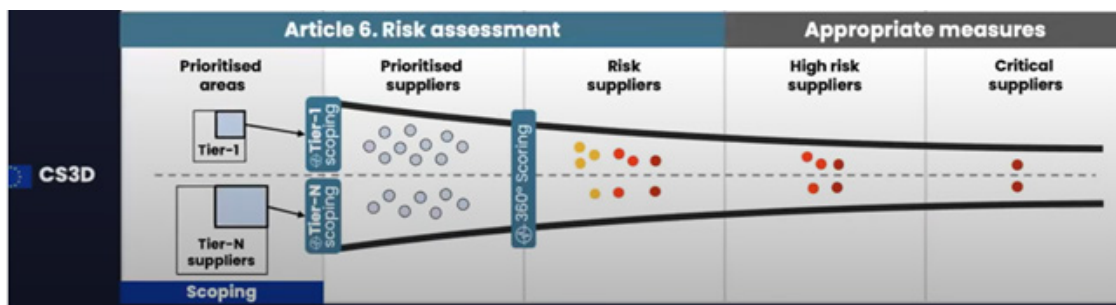 Article 6. Risk assessment
Appropriate measures
Prioritised
areas
Prioritised
suppliers
Risk
suppliers
High risk
suppliers
Critical
suppliers
Tier-1
Tier-1
scoping
360º Scoring
CS3D
Tier-N
suppliers
Tier-N
scoping
Scoping